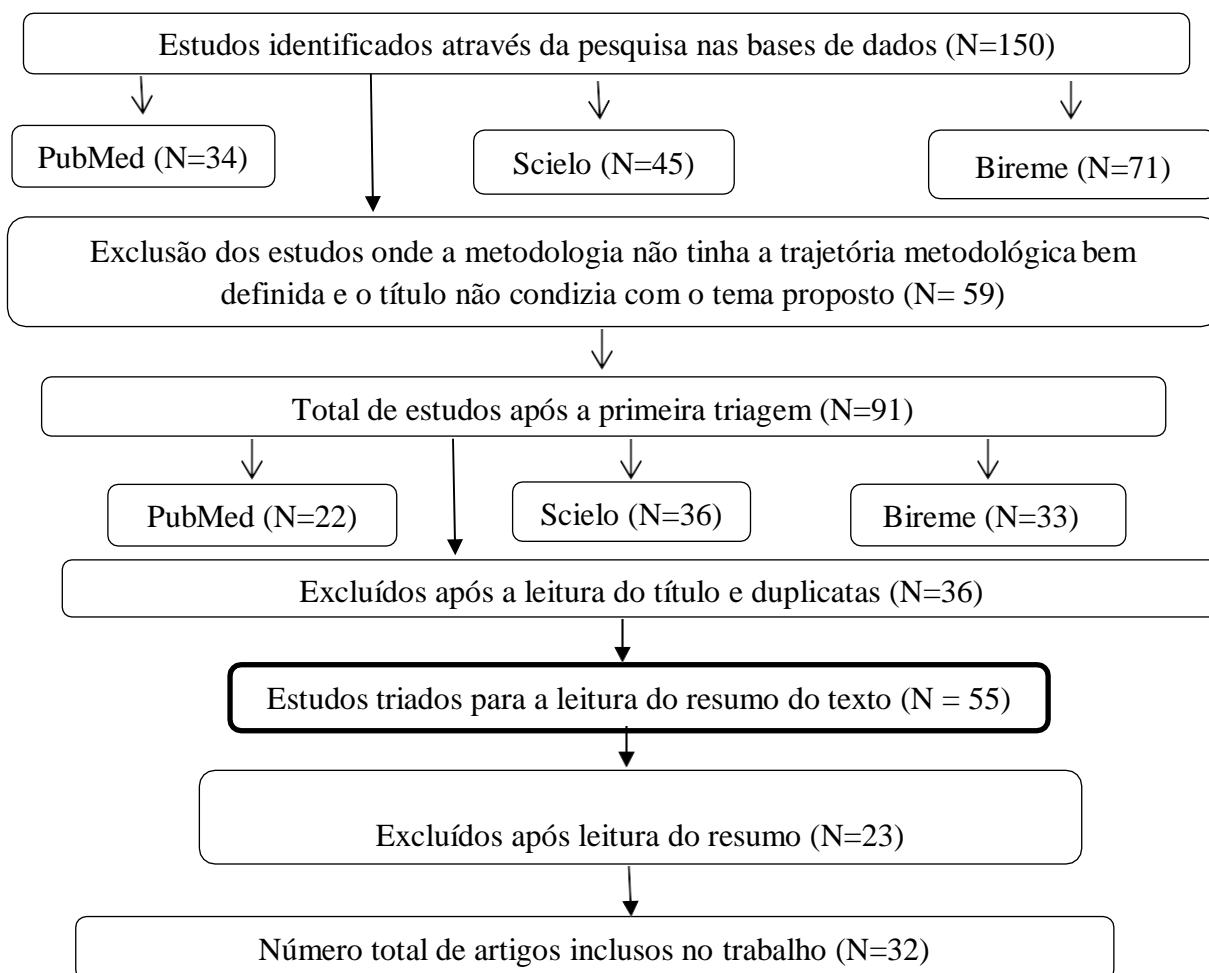 Estudos identificados através da pesquisa nas bases de dados (N=150)
PubMed (N=34)
Scielo (N=45)
Bireme (N=71)
Exclusão dos estudos onde a metodologia não tinha a trajetória metodológica bem
definida e o título não condizia com o tema proposto (N= 59)
Total de estudos após a primeira triagem (N=91)
PubMed (N=22)
Scielo (N=36)
Bireme (N=33)
Excluídos após a leitura do título e duplicatas (N=36)
Estudos triados para a leitura do resumo do texto (N = 55)
Excluídos após leitura do resumo (N=23)
Número total de artigos inclusos no trabalho (N=32)